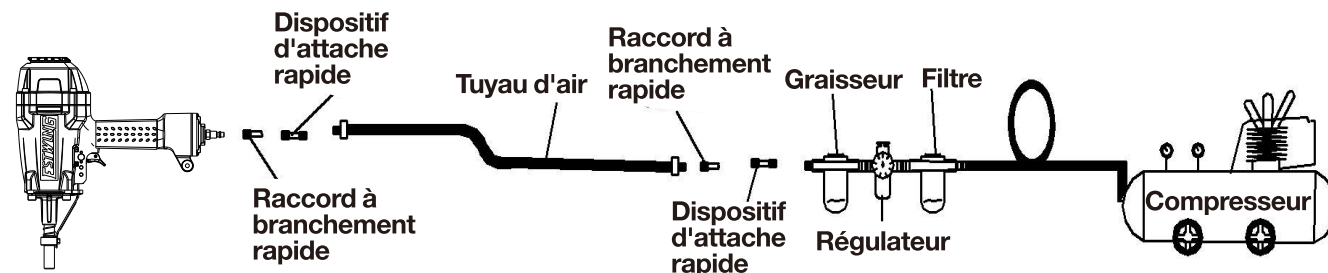 Dispositif
d'attache
rapide
Raccord à
branchement
rapide
Tuyau d'air
Graisseur
Filtre
ESTWING
Raccord à
branchement
rapide
Dispositif
d'attache
rapide
Régulateur
Compresseur